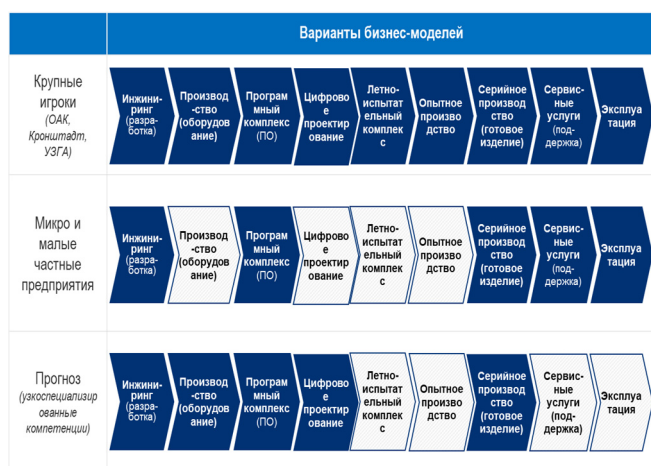 Варианты бизнес-моделей
Крупные
игроки
(ОАК,
Кронштадт,
УЗГА)
Инжини-
ринг
(разра-
ботка)
Производ
-ство
(оборудов
ание)
Програм
мный
комплекс
(ПО)
Цифрово
е
проектир
ование
Летно-
испытат
ельный
комплек
с
Опытное
произво
дство
Серийное
производ
ство
(готовое
изделие)
Сервис-
ные
услуги
(под-
держка)
Эксплуа
тация
Микро и
малые
частные
предприятия
Инжини-
ринг
(разра-
ботка)
Производ
-ство
(оборудов
ание)
Програм
мный
комплекс
(ПО)
Цифрово
е
проектир
ование
Летно-
испытат
ельный
комплек
с
Опытное
произво
дство
Серийное
производ
ство
(готовое
изделие)
Сервис-
ные
услуги
(под-
держка)
Эксплуа
тация
Прогноз
(узкоспециализир
ованные
компетенции)
Инжини-
ринг
(разра-
ботка)
Производ
-ство
(оборудов
ание)
Програм
мный
комплекс
(ПО)
Цифрово
е
проектир
ование
Летно-
испытат
ельный
комплек
с
Опытное
произво
дство
Серийное
производ
ство
(готовое
изделие)
Сервис-
ные
услуги
(под-
держка)
Эксплуа
тация